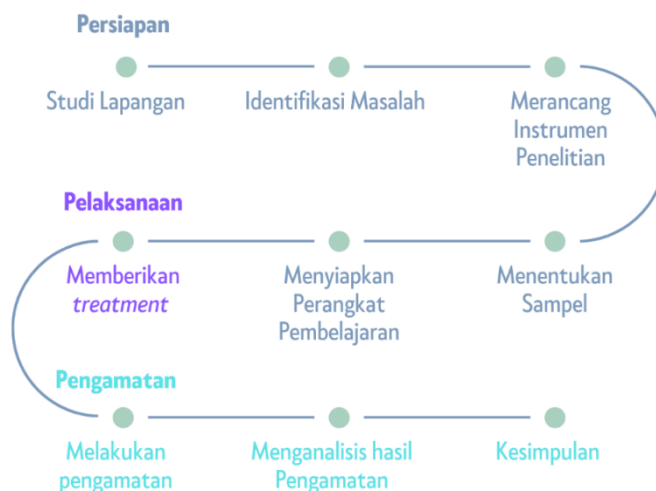 Persiapan
Studi Lapangan
Identifikasi Masalah
Merancang
Instrumen
Penelitian
Pelaksanaan
Memberikan
treatment
Menyiapkan
Perangkat
Pembelajaran
Menentukan
Sampel
Pengamatan
Melakukan
pengamatan
Menganalisis hasil
Pengamatan
Kesimpulan